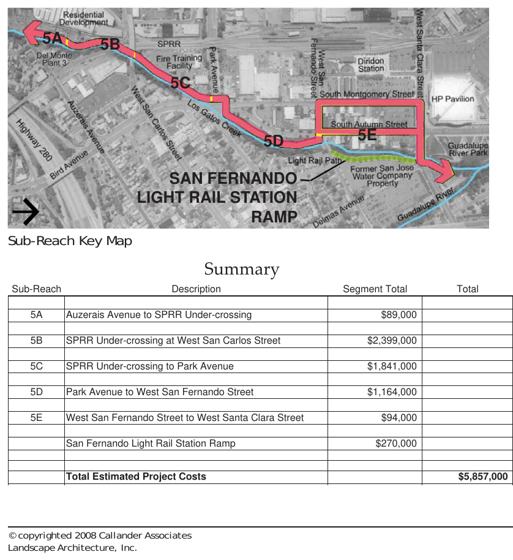 Residential
Development
5A
5B
SPRR
Del Monte
Plant 3
Fire Training
Facility
5C
Park Avenue
West San
Fernando Street
Diridon
Station
West Santa Clara Street
South Montgomery Street
HP Pavilion
South Autumn Street
5E
5D
Los Gatos Creek
Auzerais Avenue
West San Carlos Street
Highway 280
Bird Avenue
Light Rail Path
Former San Jose
Water Company
Property
Guadalupe
River Park
Guadalupe River
Delmas Avenue
SAN FERNANDO
LIGHT RAIL STATION
RAMP
Sub-Reach Key Map
Summary
Sub-Reach Description Segment Total Total
5A Auzerais Avenue to SPRR Under-crossing $89,000
5B SPRR Under-crossing at West San Carlos Street $2,399,000
5C SPRR Under-crossing to Park Avenue $1,841,000
5D Park Avenue to West San Fernando Street $1,164,000
5E West San Fernando Street to West Santa Clara Street $94,000
San Fernando Light Rail Station Ramp $270,000
Total Estimated Project Costs $5,857,000
© copyrighted 2008 Callander Associates
Landscape Architecture, Inc.